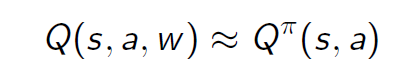 Q(s, a, w) ≈ Q^π(s, a)